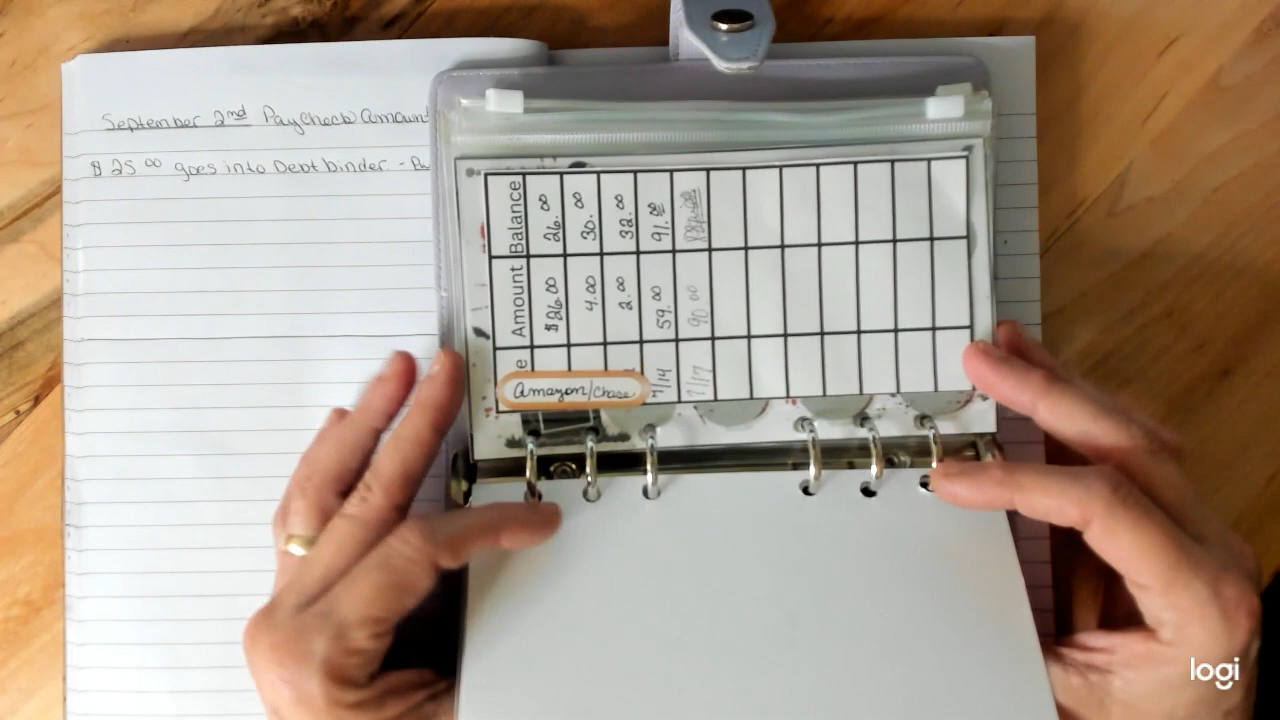 September 2nd Paycheck Amount
$25.00 goes into Debt binder -
Amount Balance
$26.00 26.00
4.00 30.00
2.00 32.00
59.00 91.00
7/17 90.00
Amazon/Chase
logi